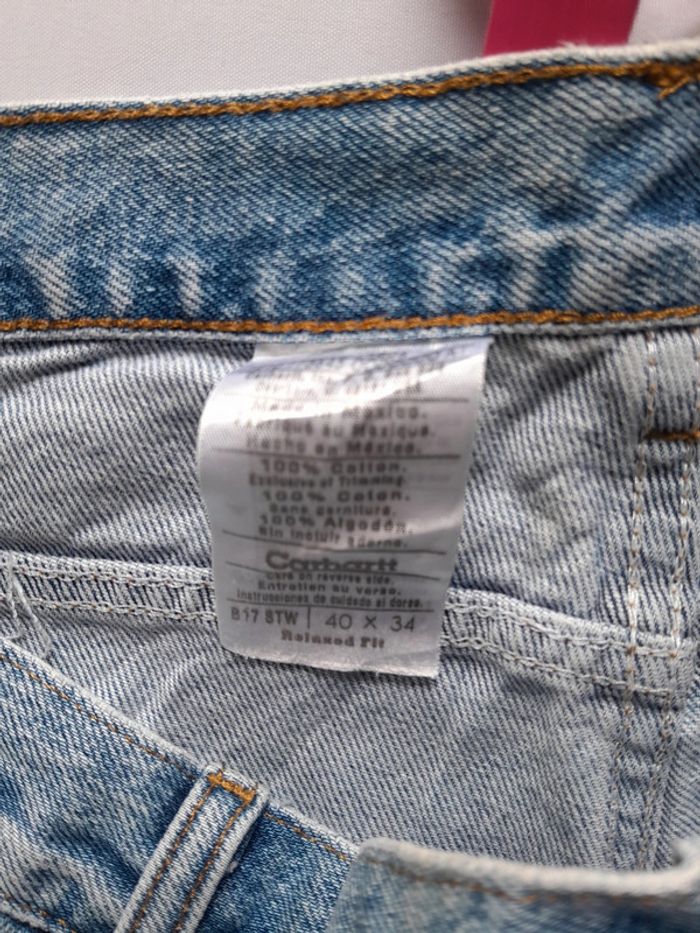 Made in Mexico.
Fabriqué au Mexique.
Hecho en México.
100% Cotton.
Exclusive of Trimming.
100% Coton.
Sans garniture.
100% Algodón.
Sin incluir adorno.
Carhartt
Care on reverse side.
Entretien au verso.
Instrucciones de cuidado al dorso.
B17 STW | 40 X 34
Relaxed Fit